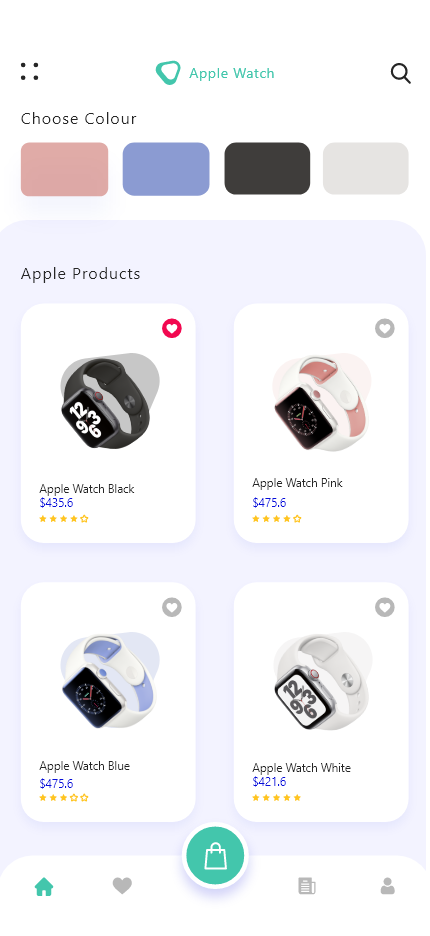 Apple Watch
Choose Colour
Apple Products
Apple Watch Black
$435.6
Apple Watch Pink
$475.6
Apple Watch Blue
$475.6
Apple Watch White
$421.6